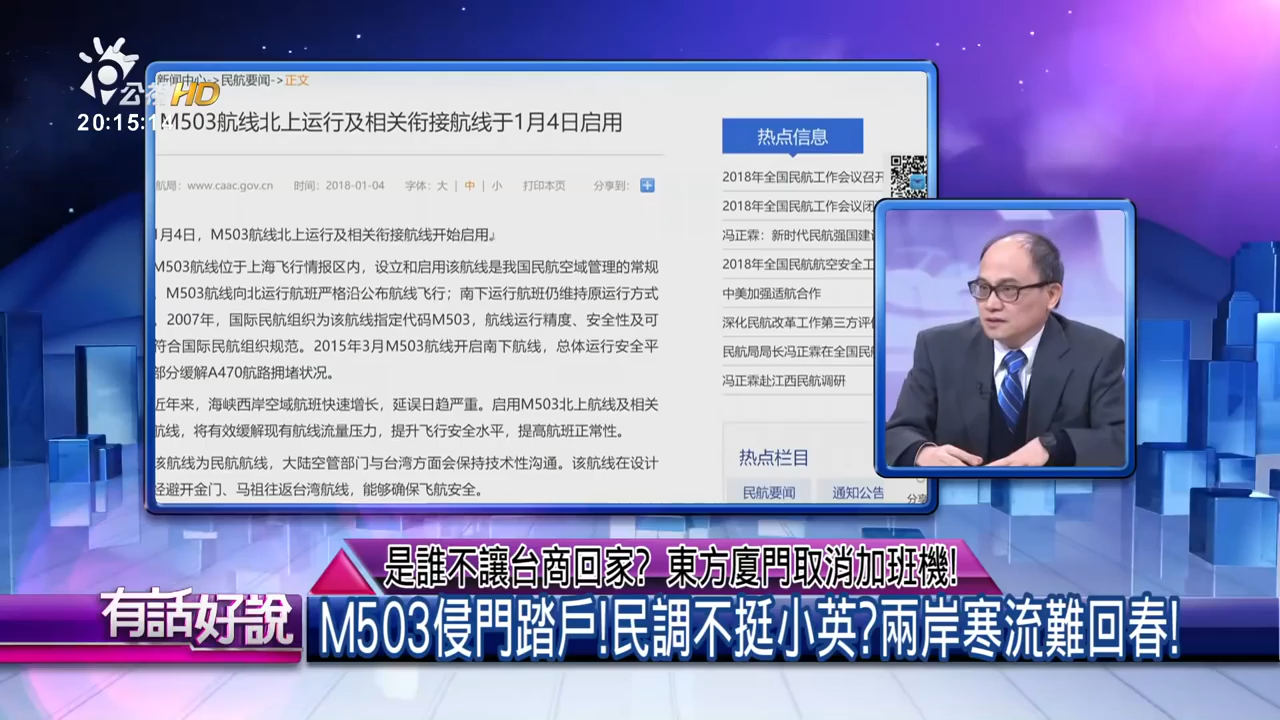 公視HD
20:15:1
新闻中心->民航要闻->正文
M503航线北上运行及相关衔接航线于1月4日启用
航局: www.caac.gov.cn 时间: 2018-01-04 字体: 大 | 中 | 小 打印本页 分享到:
1月4日，M503航线北上运行及相关衔接航线开始启用。
M503航线位于上海飞行情报区内，设立和启用该航线是我国民航空域管理的常规
。M503航线向北运行航班严格沿公布航线飞行；南下运行航班仍维持原运行方式
。2007年，国际民航组织为该航线指定代码M503，航线运行精度、安全性及可
符合国际民航组织规范。2015年3月M503航线开启南下航线，总体运行安全平
部分缓解A470航路拥堵状况。
近年来，海峡西岸空域航班快速增长，延误日趋严重。启用M503北上航线及相关
航线，将有效缓解现有航线流量压力，提升飞行安全水平，提高航班正常性。
该航线为民航航线，大陆空管部门与台湾方面会保持技术性沟通。该航线在设计
径避开金门、马祖往返台湾航线，能够确保飞航安全。
热点信息
2018年全国民航工作会议召开
2018年全国民航工作会议闭
冯正霖：新时代民航强国建设
2018年全国民航航空安全工
中美加强适航合作
深化民航改革工作第三方评估
民航局局长冯正霖在全国民航
冯正霖赴江西民航调研
热点栏目
民航要闻 通知公告
分享
是誰不讓台商回家? 東方廈門取消加班機!
有話好說
M503侵門踏戶!民調不挺小英?兩岸寒流難回春!